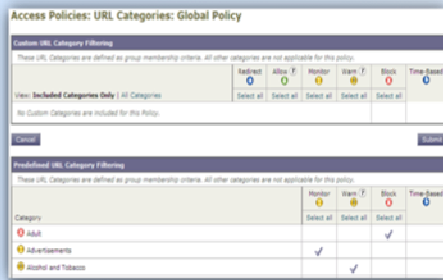 Access Policies: URL Categories: Global Policy
Custom URL Category Filtering
These URL Categories are defined as group membership criteria. All other categories are not applicable for this policy.
Redirect Allow (?) Monitor Warn (?) Block Time-Based
View: Included Categories Only | All Categories Select all Select all Select all Select all Select all
No Custom Categories are included for this Policy.
Cancel Submit
Predefined URL Category Filtering
These URL Categories are defined as group membership criteria. All other categories are not applicable for this policy.
Monitor Warn (?) Block Time-Based
Category Select all Select all Select all
Adult
Advertisements
Alcohol and Tobacco